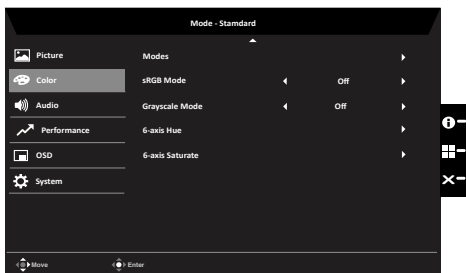 Mode - Stamdard
Picture
Modes
Color
sRGB Mode
Off
Audio
Grayscale Mode
Off
Performance
6-axis Hue
OSD
6-axis Saturate
System
Move
Enter